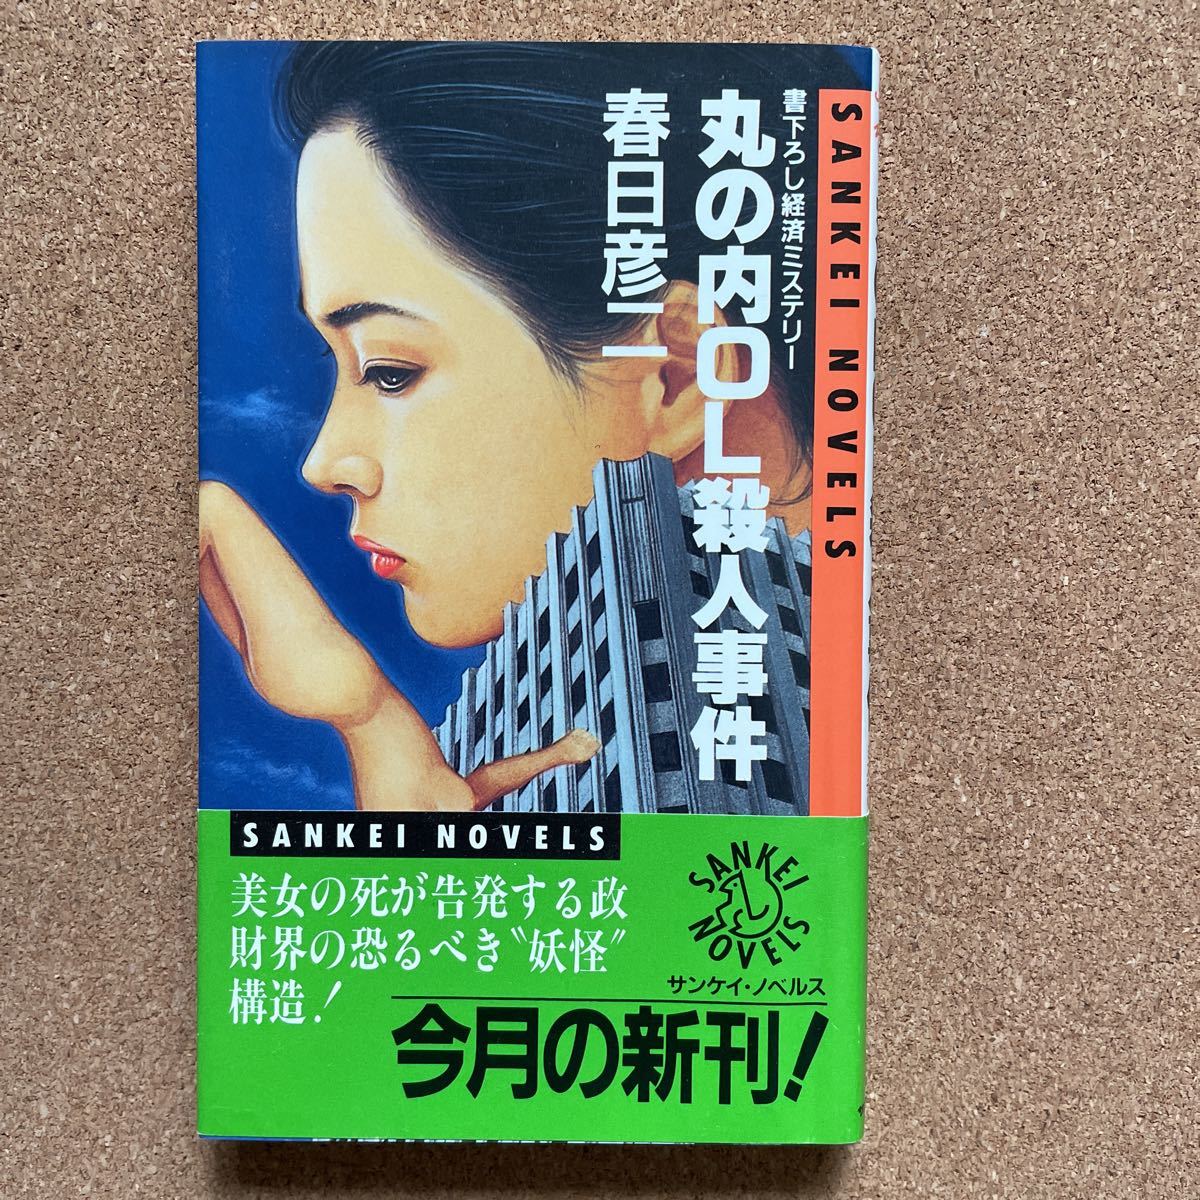 SANKEI NOVELS
書下ろし経済ミステリー
丸の内OL殺人事件
春日彦二
SANKEI NOVELS
美女の死が告発する政
財界の恐るべき〝妖怪〟
構造！
SANKEI
NOVELS
サンケイ・ノベルス
今月の新刊！